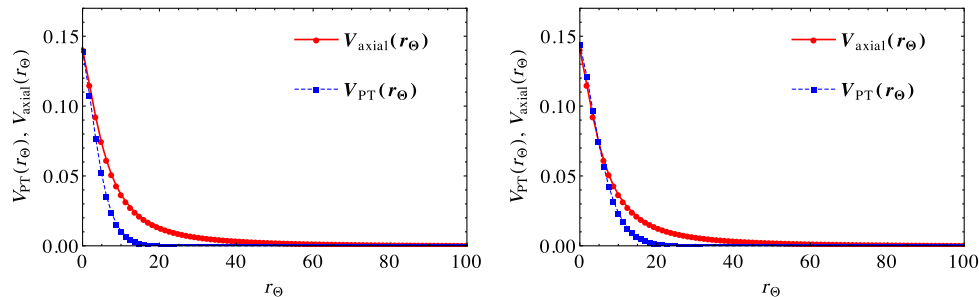 V_PT(r_Θ), V_axial(r_Θ)
0.15
0.10
0.05
0.00
V_axial(r_Θ)
V_PT(r_Θ)
0 20 40 60 80 100
r_Θ
V_PT(r_Θ), V_axial(r_Θ)
0.15
0.10
0.05
0.00
V_axial(r_Θ)
V_PT(r_Θ)
0 20 40 60 80 100
r_Θ